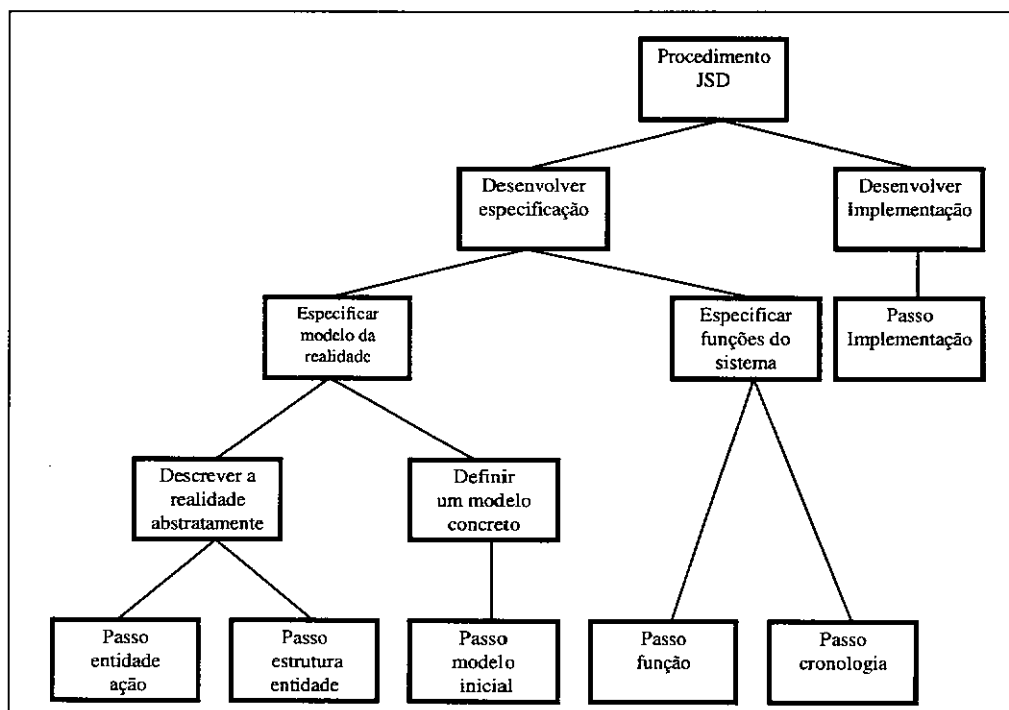 Procedimento
JSD
Desenvolver
especificação
Desenvolver
Implementação
Especificar
modelo da
realidade
Especificar
funções do
sistema
Passo
Implementação
Descrever a
realidade
abstratamente
Definir
um modelo
concreto
Passo
entidade
ação
Passo
estrutura
entidade
Passo
modelo
inicial
Passo
função
Passo
cronologia